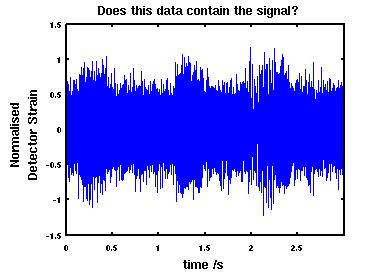 Does this data contain the signal?
1.5
1
0.5
0
-0.5
-1
-1.5
Normalised
Detector Strain
0 0.5 1 1.5 2 2.5
time /s